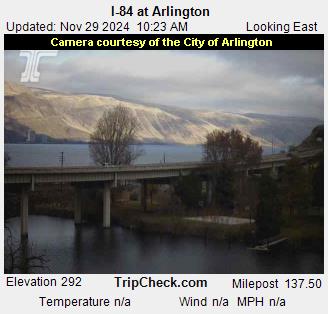 I-84 at Arlington
Updated: Nov 29 2024 10:23 AM Looking East
Camera courtesy of the City of Arlington
Elevation 292 TripCheck.com Milepost 137.50
Temperature n/a Wind n/a MPH n/a